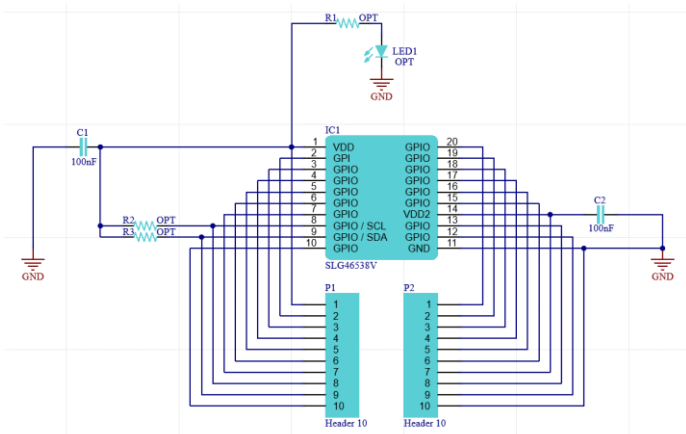 R1 OPT
LED1
OPT
GND
C1
100nF
IC1
1 VDD GPIO 20
2 GPI GPIO 19
3 GPIO GPIO 18
4 GPIO GPIO 17
5 GPIO GPIO 16
6 GPIO GPIO 15
7 GPIO VDD2 14
8 GPIO / SCL GPIO 13
9 GPIO / SDA GPIO 12
10 GPIO GND 11
SLG46538V
R2 OPT
R3 OPT
C2
100nF
GND
GND
P1
1
2
3
4
5
6
7
8
9
10
Header 10
P2
1
2
3
4
5
6
7
8
9
10
Header 10